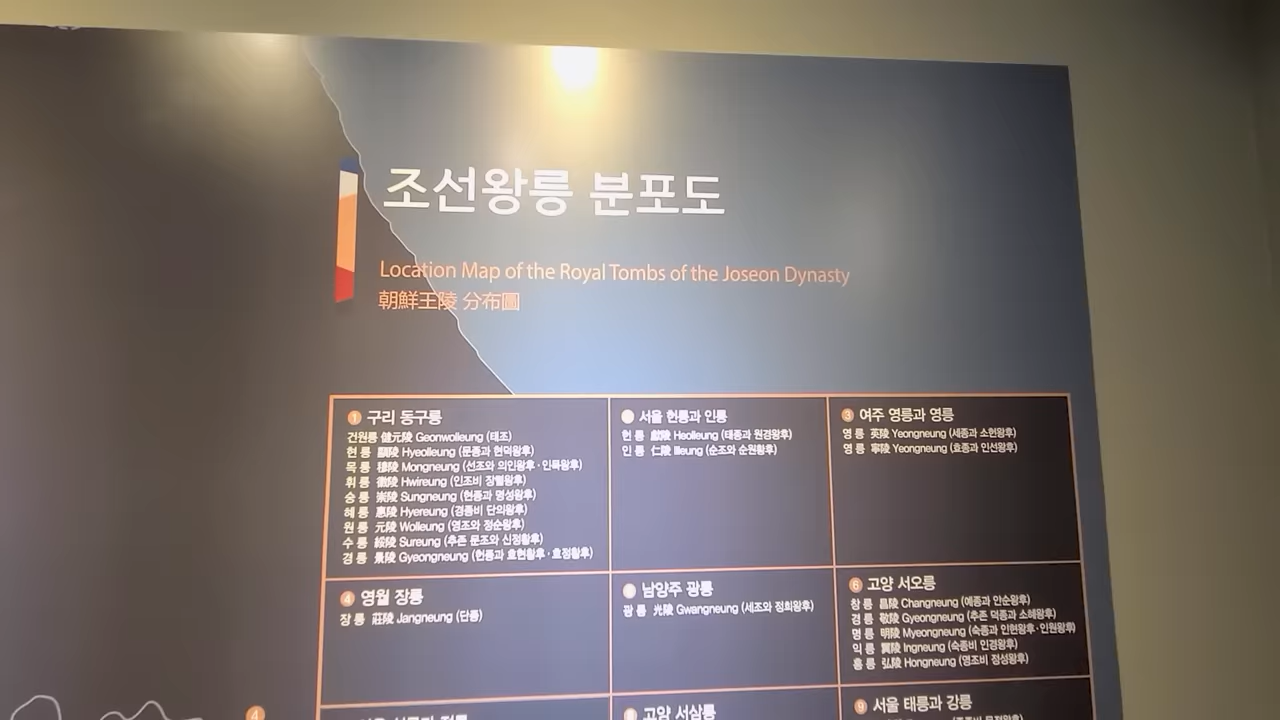 조선왕릉 분포도
Location Map of the Royal Tombs of the Joseon Dynasty
朝鮮王陵 分布圖
1 구리 동구릉
건원릉 健元陵 Geonwolleung (태조)
현릉 顯陵 Hyeolleung (문종과 현덕왕후)
목릉 穆陵 Mongneung (선조와 의인왕후·인목왕후)
휘릉 徽陵 Hwireung (인조비 장렬왕후)
숭릉 崇陵 Sungneung (현종과 명성왕후)
혜릉 惠陵 Hyereung (경종비 단의왕후)
원릉 元陵 Wolleung (영조와 정순왕후)
수릉 綏陵 Sureung (추존 문조와 신정황후)
경릉 景陵 Gyeongneung (헌종과 효현황후·효정황후)
서울 헌릉과 인릉
헌릉 獻陵 Heolleung (태종과 원경왕후)
인릉 仁陵 Illeung (순조와 순원황후)
3 여주 영릉과 영릉
영릉 英陵 Yeongneung (세종과 소헌왕후)
영릉 寧陵 Yeongneung (효종과 인선왕후)
4 영월 장릉
장릉 莊陵 Jangneung (단종)
남양주 광릉
광릉 光陵 Gwangneung (세조와 정희왕후)
6 고양 서오릉
창릉 昌陵 Changneung (예종과 안순왕후)
경릉 敬陵 Gyeongneung (추존 덕종과 소혜왕후)
명릉 明陵 Myeongneung (숙종과 인현왕후·인원왕후)
익릉 翼陵 Ingneung (숙종비 인경왕후)
홍릉 弘陵 Hongneung (영조비 정성왕후)
4
고양 서삼릉
9 서울 태릉과 강릉